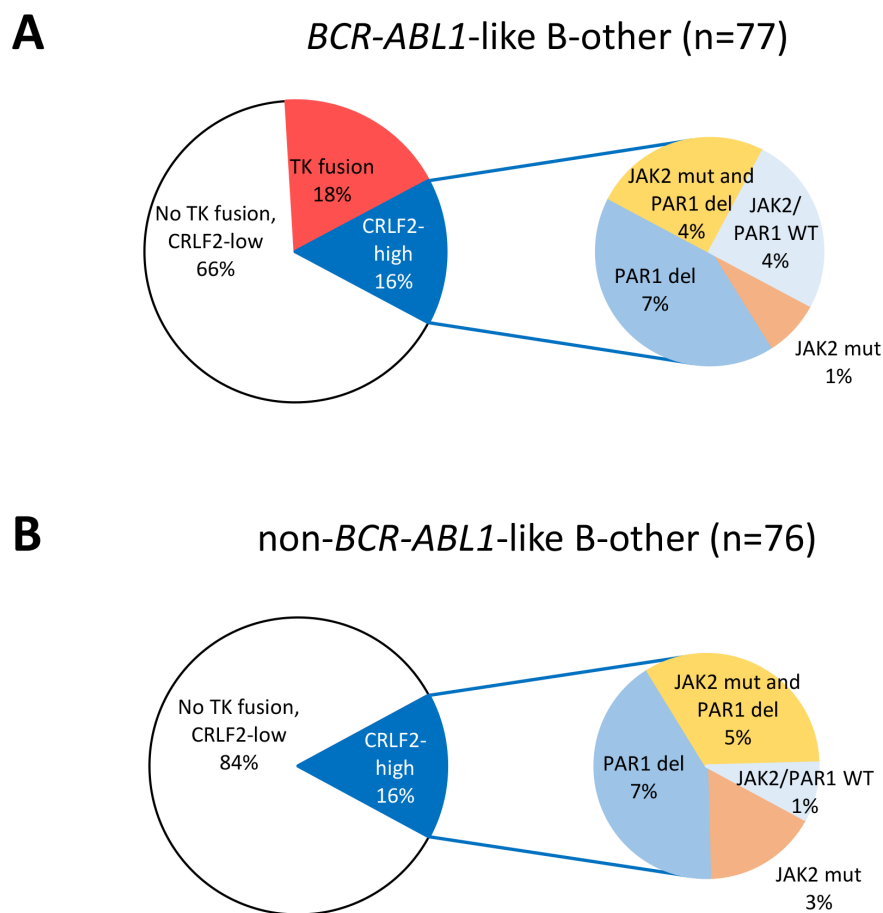 A
BCR-ABL1-like B-other (n=77)
TK fusion
18%
No TK fusion,
CRLF2-low
66%
CRLF2-
high
16%
JAK2 mut and
PAR1 del
4%
JAK2/
PAR1 WT
4%
PAR1 del
7%
JAK2 mut
1%
B
non-BCR-ABL1-like B-other (n=76)
No TK fusion,
CRLF2-low
84%
CRLF2-
high
16%
JAK2 mut and
PAR1 del
5%
PAR1 del
7%
JAK2/PAR1 WT
1%
JAK2 mut
3%